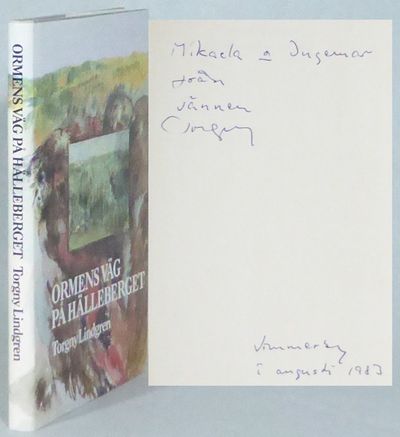 ORMENS VÄG PÅ HÄLLEBERGET Torgny Lindgren
ORMENS VÄG
PÅ HÄLLEBERGET
Torgny Lindgren
Mikaela o Ingemar
från
vännen
Torgny
Vimmerby
i augusti 1983